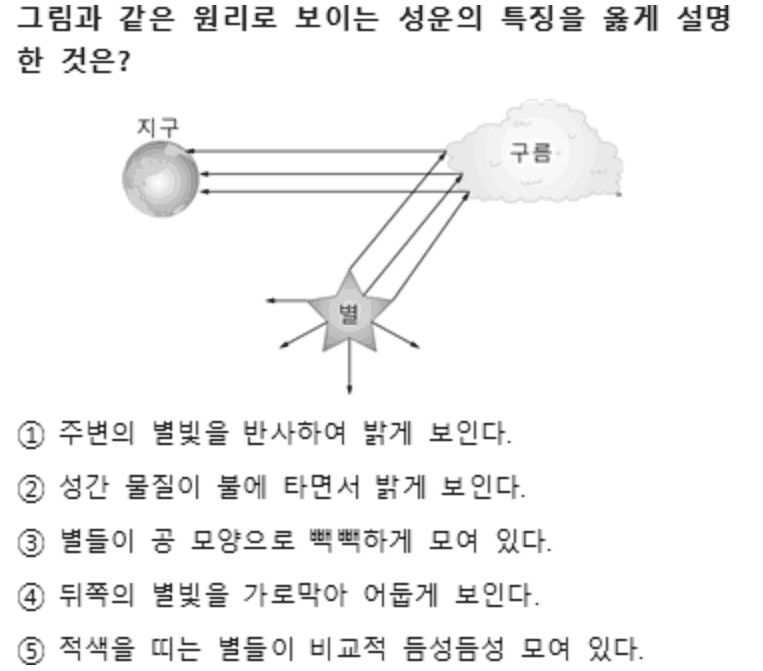 그림과 같은 원리로 보이는 성운의 특징을 옳게 설명
한 것은?
지구
구름
별
① 주변의 별빛을 반사하여 밝게 보인다.
② 성간 물질이 불에 타면서 밝게 보인다.
③ 별들이 공 모양으로 빽빽하게 모여 있다.
④ 뒤쪽의 별빛을 가로막아 어둡게 보인다.
⑤ 적색을 띠는 별들이 비교적 듬성듬성 모여 있다.